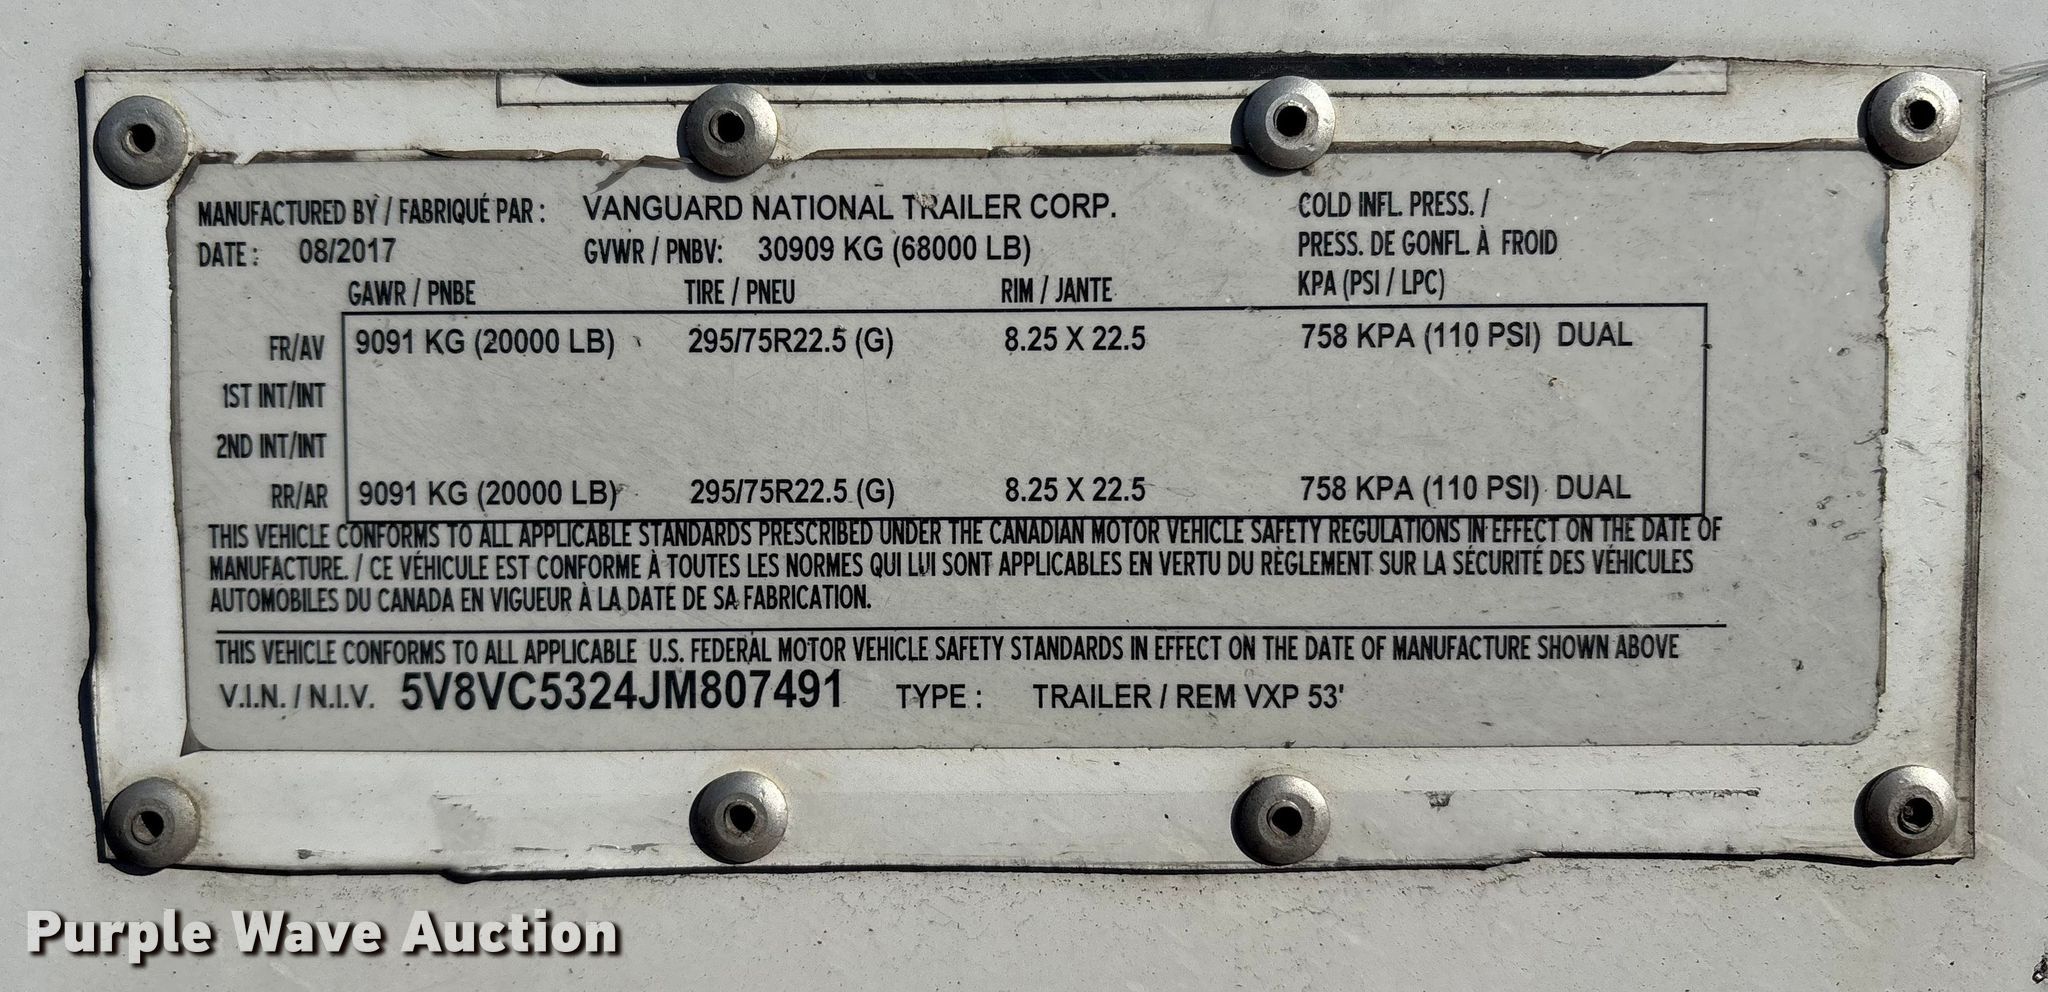 MANUFACTURED BY / FABRIQUÉ PAR : VANGUARD NATIONAL TRAILER CORP. COLD INFL. PRESS. /
DATE : 08/2017 GVWR / PNBV: 30909 KG (68000 LB) PRESS. DE GONFL. À FROID
GAWR / PNBE TIRE / PNEU RIM / JANTE KPA (PSI / LPC)
FR/AV 9091 KG (20000 LB) 295/75R22.5 (G) 8.25 X 22.5 758 KPA (110 PSI) DUAL
1ST INT/INT
2ND INT/INT
RR/AR 9091 KG (20000 LB) 295/75R22.5 (G) 8.25 X 22.5 758 KPA (110 PSI) DUAL
THIS VEHICLE CONFORMS TO ALL APPLICABLE STANDARDS PRESCRIBED UNDER THE CANADIAN MOTOR VEHICLE SAFETY REGULATIONS IN EFFECT ON THE DATE OF
MANUFACTURE. / CE VÉHICULE EST CONFORME À TOUTES LES NORMES QUI LUI SONT APPLICABLES EN VERTU DU RÈGLEMENT SUR LA SÉCURITÉ DES VÉHICULES
AUTOMOBILES DU CANADA EN VIGUEUR À LA DATE DE SA FABRICATION.
THIS VEHICLE CONFORMS TO ALL APPLICABLE U.S. FEDERAL MOTOR VEHICLE SAFETY STANDARDS IN EFFECT ON THE DATE OF MANUFACTURE SHOWN ABOVE
V.I.N. / N.I.V. 5V8VC5324JM807491 TYPE : TRAILER / REM VXP 53'
Purple Wave Auction